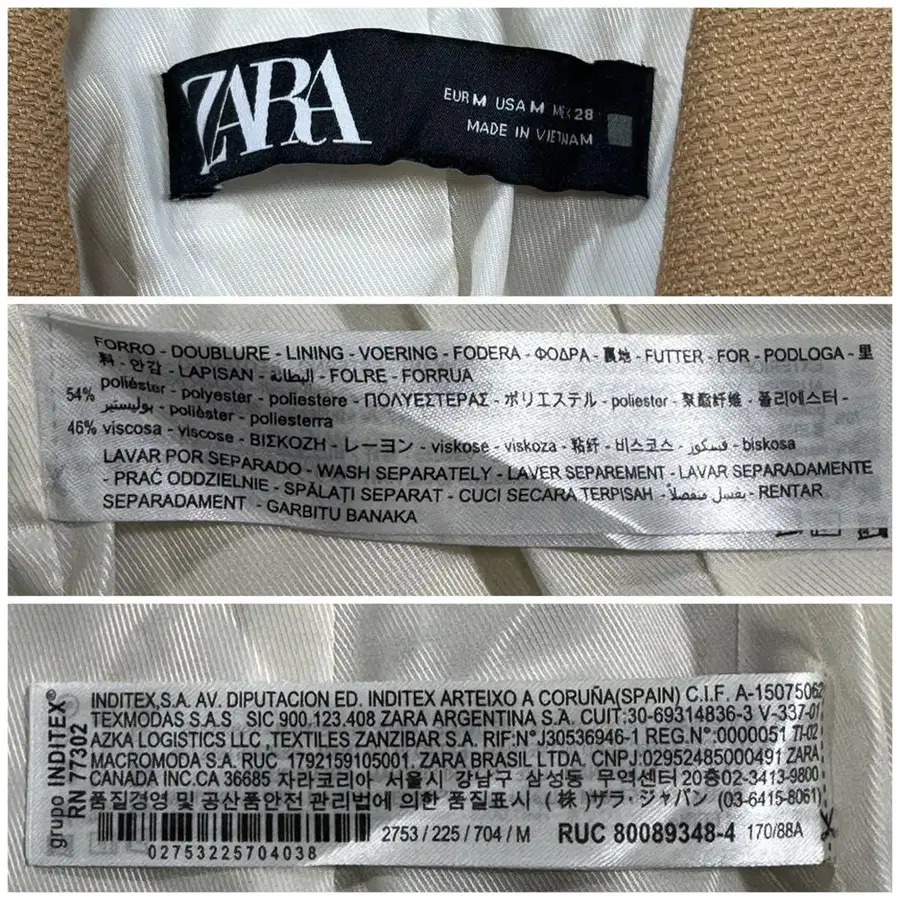 ZARA
EUR M USA M MEX 28
MADE IN VIETNAM
FORRO - DOUBLURE - LINING - VOERING - FODERA - ΦΟΔΡΑ - 裏地 - FUTTER - FOR - PODLOGA - 里
料 - 안감 - LAPISAN - البطانة - FOLRE - FORRUA
54% poliéster - polyester - poliestere - ΠΟΛΥΕΣΤΕΡΑΣ - ポリエステル - poliester - 聚酯纤维 - 폴리에스터 -
بوليستير - polièster - poliesterra
46% viscosa - viscose - ΒΙΣΚΟΖΗ - レーヨン - viskose - viskoza - 粘纤 - 비스코스 - فسكوز - biskosa
LAVAR POR SEPARADO - WASH SEPARATELY - LAVER SEPAREMENT - LAVAR SEPARADAMENTE
- PRAĆ ODDZIELNIE - SPĂLAȚI SEPARAT - CUCI SECARA TERPISAH - يغسل منفصلاً - RENTAR
SEPARADAMENT - GARBITU BANAKA
grupo INDITEX®
RN 77302
INDITEX,S.A. AV. DIPUTACION ED. INDITEX ARTEIXO A CORUÑA(SPAIN) C.I.F. A-15075062
TEXMODAS S.A.S SIC 900.123.408 ZARA ARGENTINA S.A. CUIT:30-69314836-3 V-337-01
AZKA LOGISTICS LLC ,TEXTILES ZANZIBAR S.A. RIF:N°J30536946-1 REG.N°:0000051 TI-02
MACROMODA S.A. RUC 1792159105001. ZARA BRASIL LTDA. CNPJ:02952485000491 ZARA
CANADA INC.CA 36685 자라코리아 서울시 강남구 삼성동 무역센터 20층02-3413-9800
품질경영 및 공산품안전 관리법에 의한 품질표시 (株)ザラ・ジャパン (03-6415-8061)
2753 / 225 / 704 / M RUC 80089348-4 170/88A
02753225704038